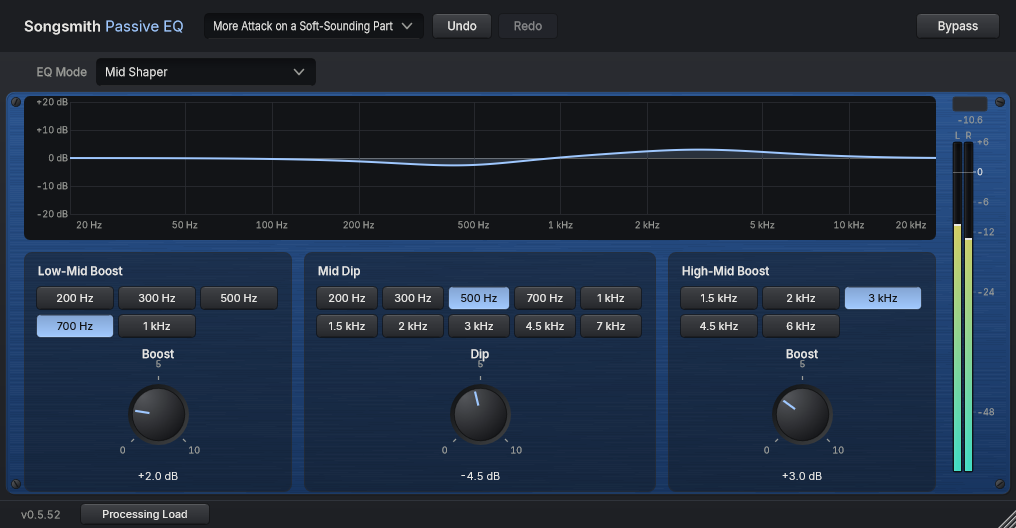 Songsmith Passive EQ
More Attack on a Soft-Sounding Part
Undo
Redo
Bypass
EQ Mode
Mid Shaper
+20 dB
+10 dB
0 dB
-10 dB
-20 dB
20 Hz
50 Hz
100 Hz
200 Hz
500 Hz
1 kHz
2 kHz
5 kHz
10 kHz
20 kHz
-10.6
L R
+6
-0
-6
-12
-24
-48
Low-Mid Boost
200 Hz
300 Hz
500 Hz
700 Hz
1 kHz
Boost
5
0
10
+2.0 dB
Mid Dip
200 Hz
300 Hz
500 Hz
700 Hz
1 kHz
1.5 kHz
2 kHz
3 kHz
4.5 kHz
7 kHz
Dip
5
0
10
-4.5 dB
High-Mid Boost
1.5 kHz
2 kHz
3 kHz
4.5 kHz
6 kHz
Boost
5
0
10
+3.0 dB
v0.5.52
Processing Load